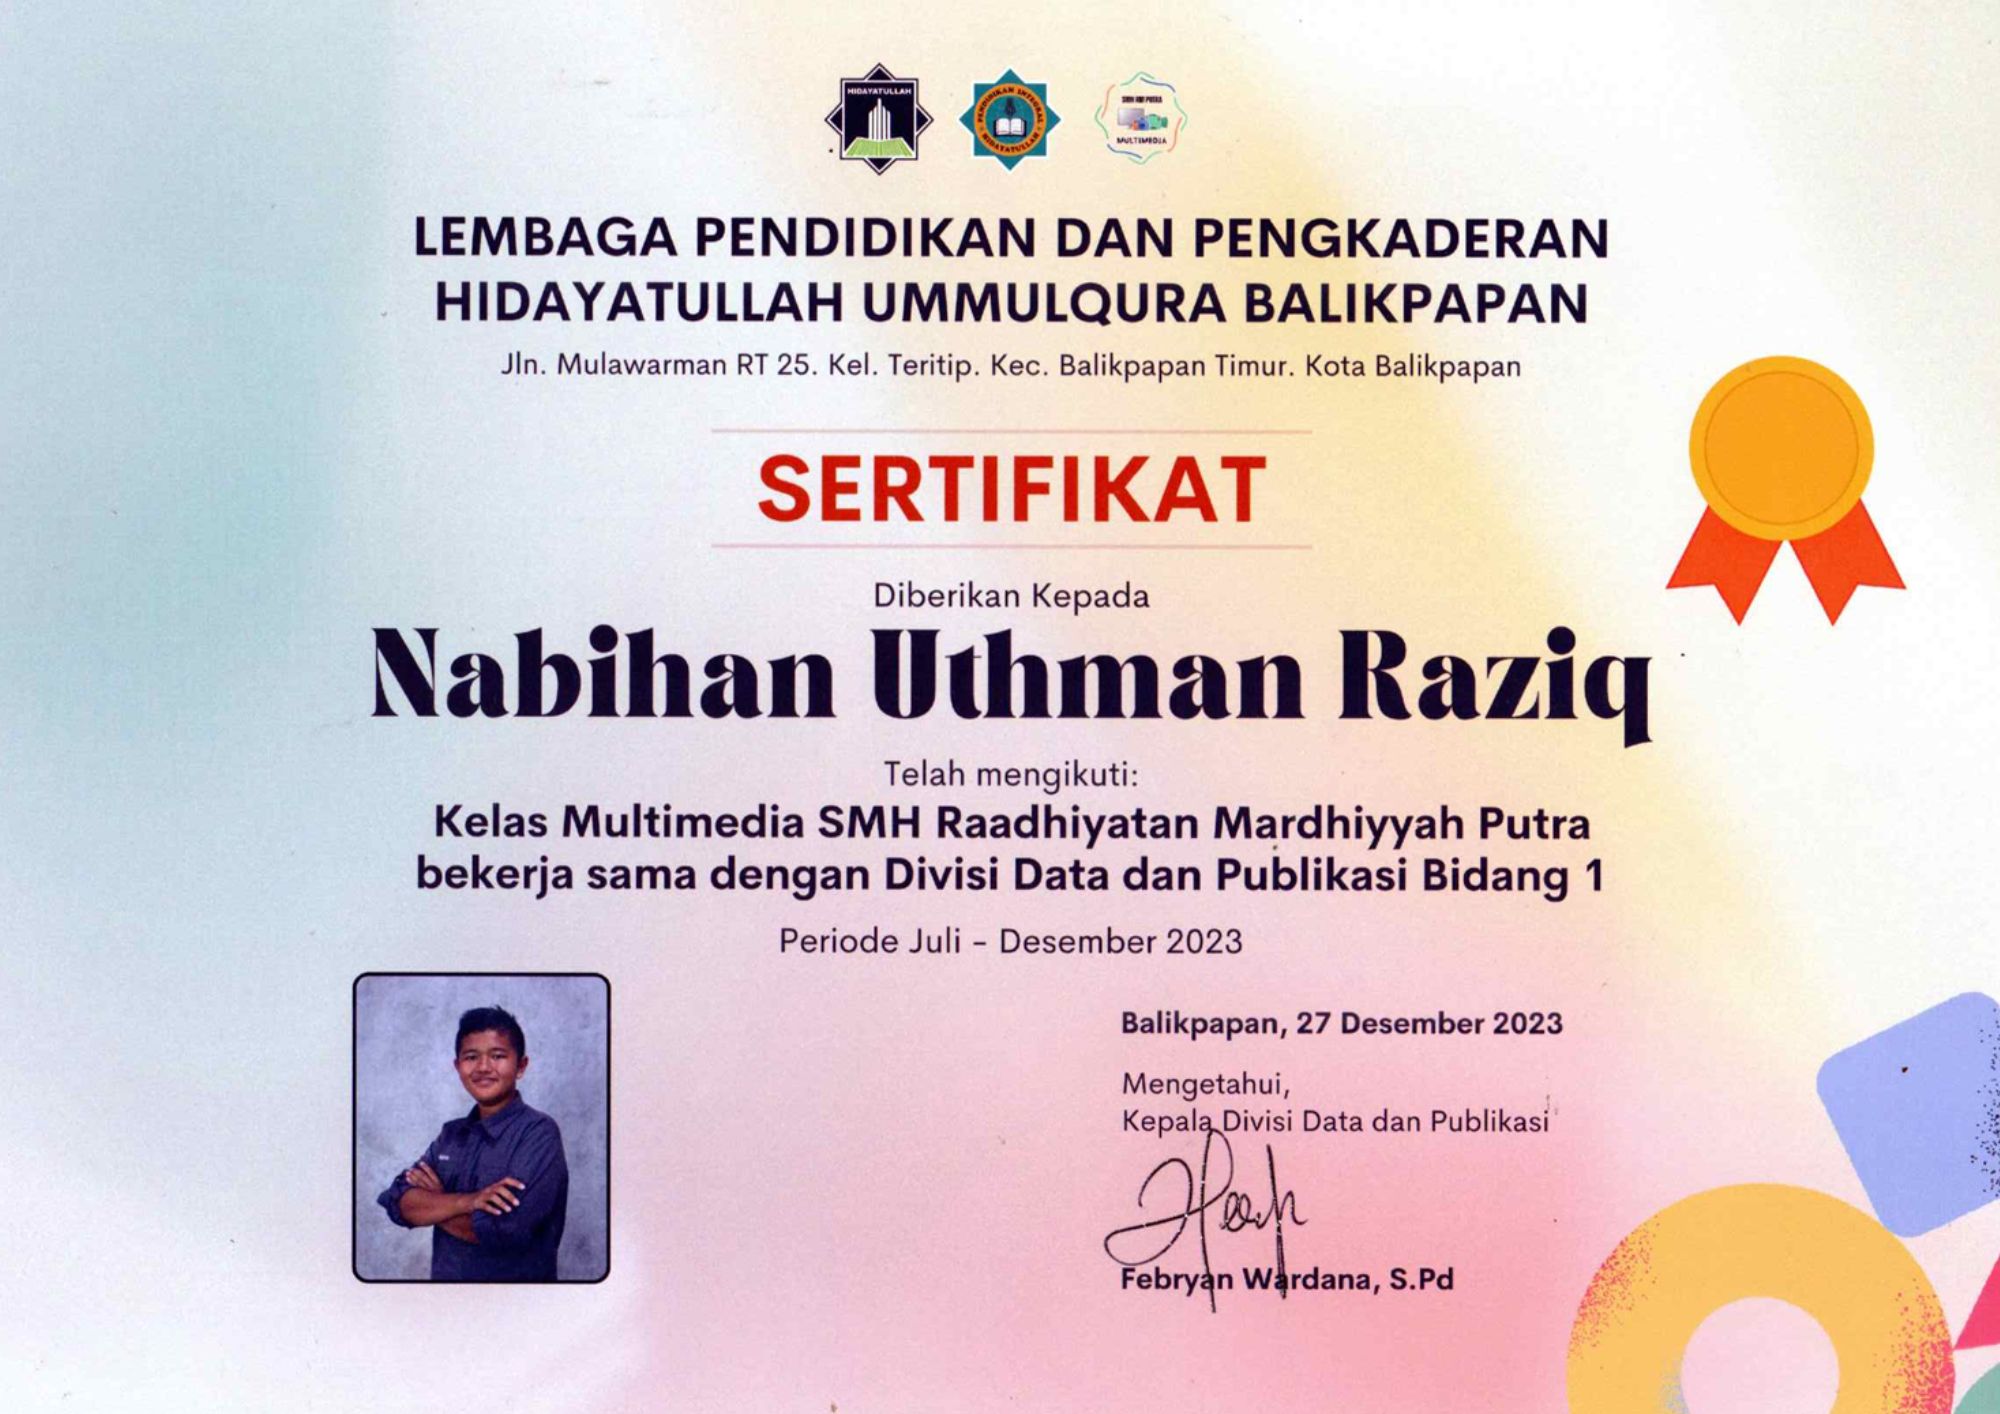 HIDAYATULLAH
PENDIDIKAN INTEGRAL
HIDAYATULLAH
SMH RM PUTRA
MULTIMEDIA
LEMBAGA PENDIDIKAN DAN PENGKADERAN
HIDAYATULLAH UMMULQURA BALIKPAPAN
Jln. Mulawarman RT 25. Kel. Teritip. Kec. Balikpapan Timur. Kota Balikpapan
SERTIFIKAT
Diberikan Kepada
Nabihan Uthman Raziq
Telah mengikuti:
Kelas Multimedia SMH Raadhiyatan Mardhiyyah Putra
bekerja sama dengan Divisi Data dan Publikasi Bidang 1
Periode Juli - Desember 2023
Balikpapan, 27 Desember 2023
Mengetahui,
Kepala Divisi Data dan Publikasi
Febryan Wardana, S.Pd